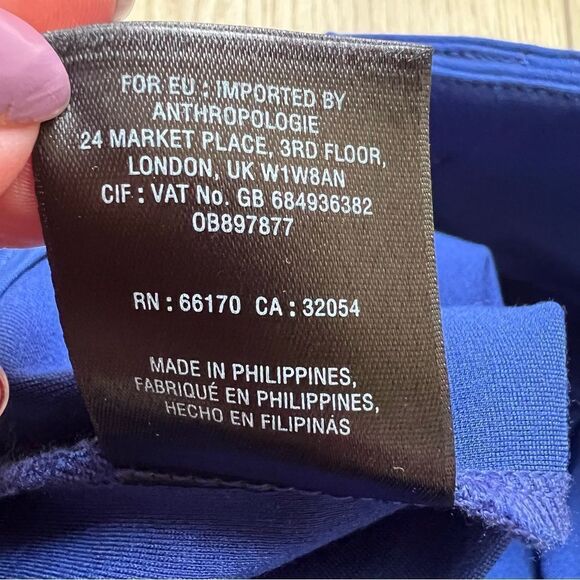 FOR EU : IMPORTED BY
ANTHROPOLOGIE
24 MARKET PLACE, 3RD FLOOR,
LONDON, UK W1W8AN
CIF : VAT No. GB 684936382
OB897877
RN : 66170 CA : 32054
MADE IN PHILIPPINES,
FABRIQUÉ EN PHILIPPINES,
HECHO EN FILIPINÁS